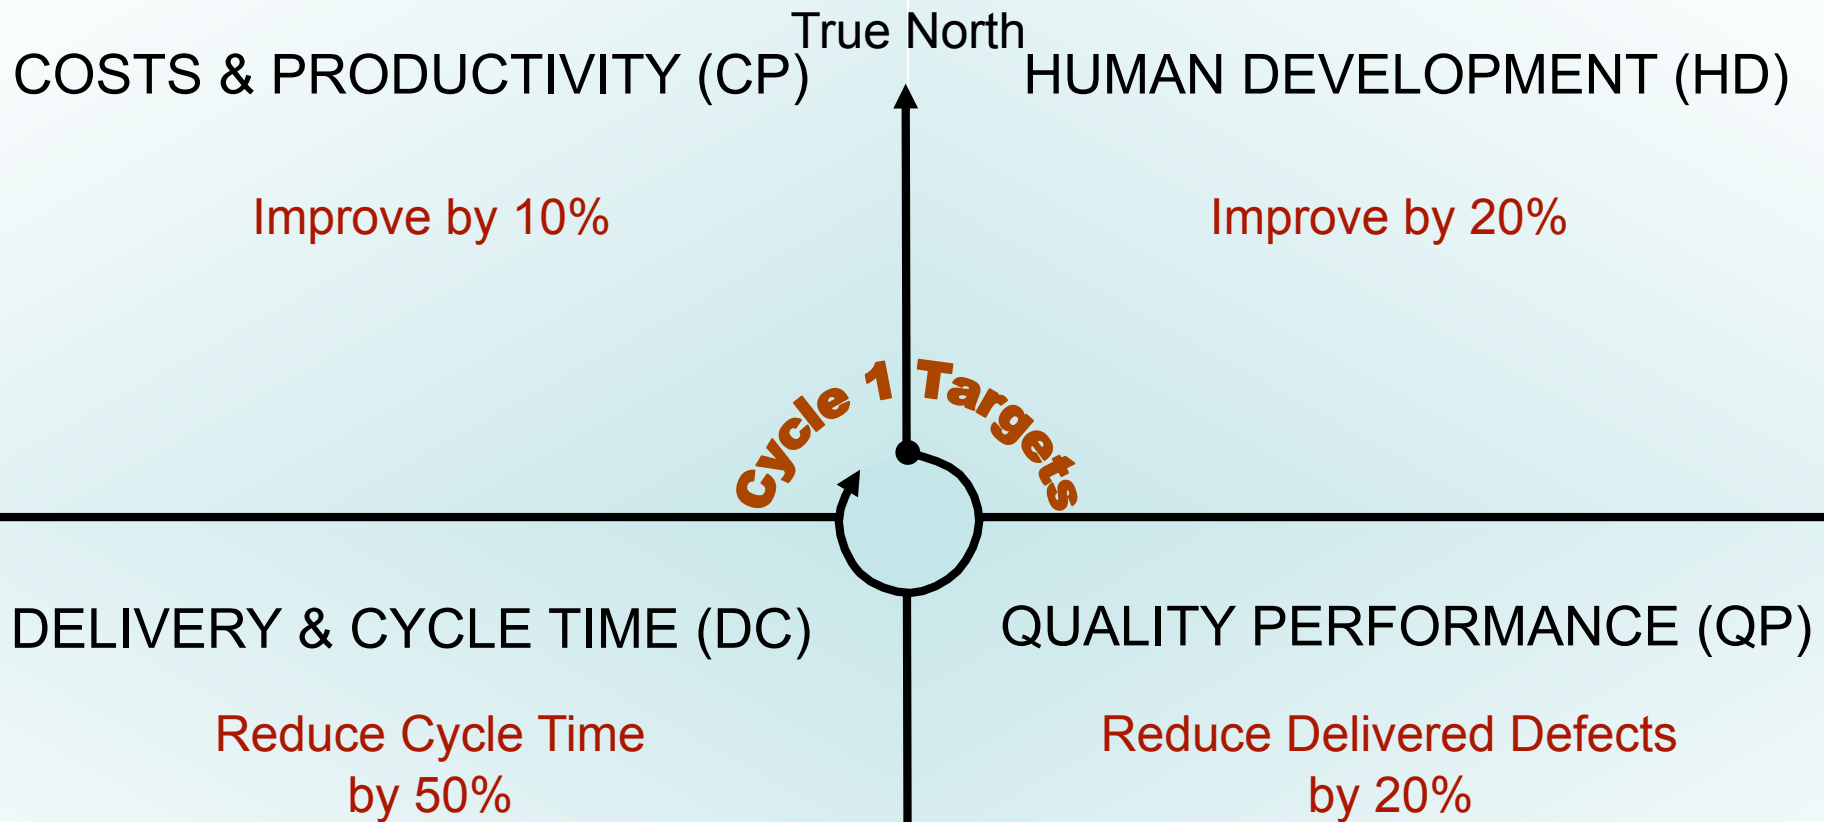 True North
COSTS & PRODUCTIVITY (CP)
HUMAN DEVELOPMENT (HD)
Improve by 10%
Improve by 20%
Cycle 1 Targets
DELIVERY & CYCLE TIME (DC)
QUALITY PERFORMANCE (QP)
Reduce Cycle Time
by 50%
Reduce Delivered Defects
by 20%